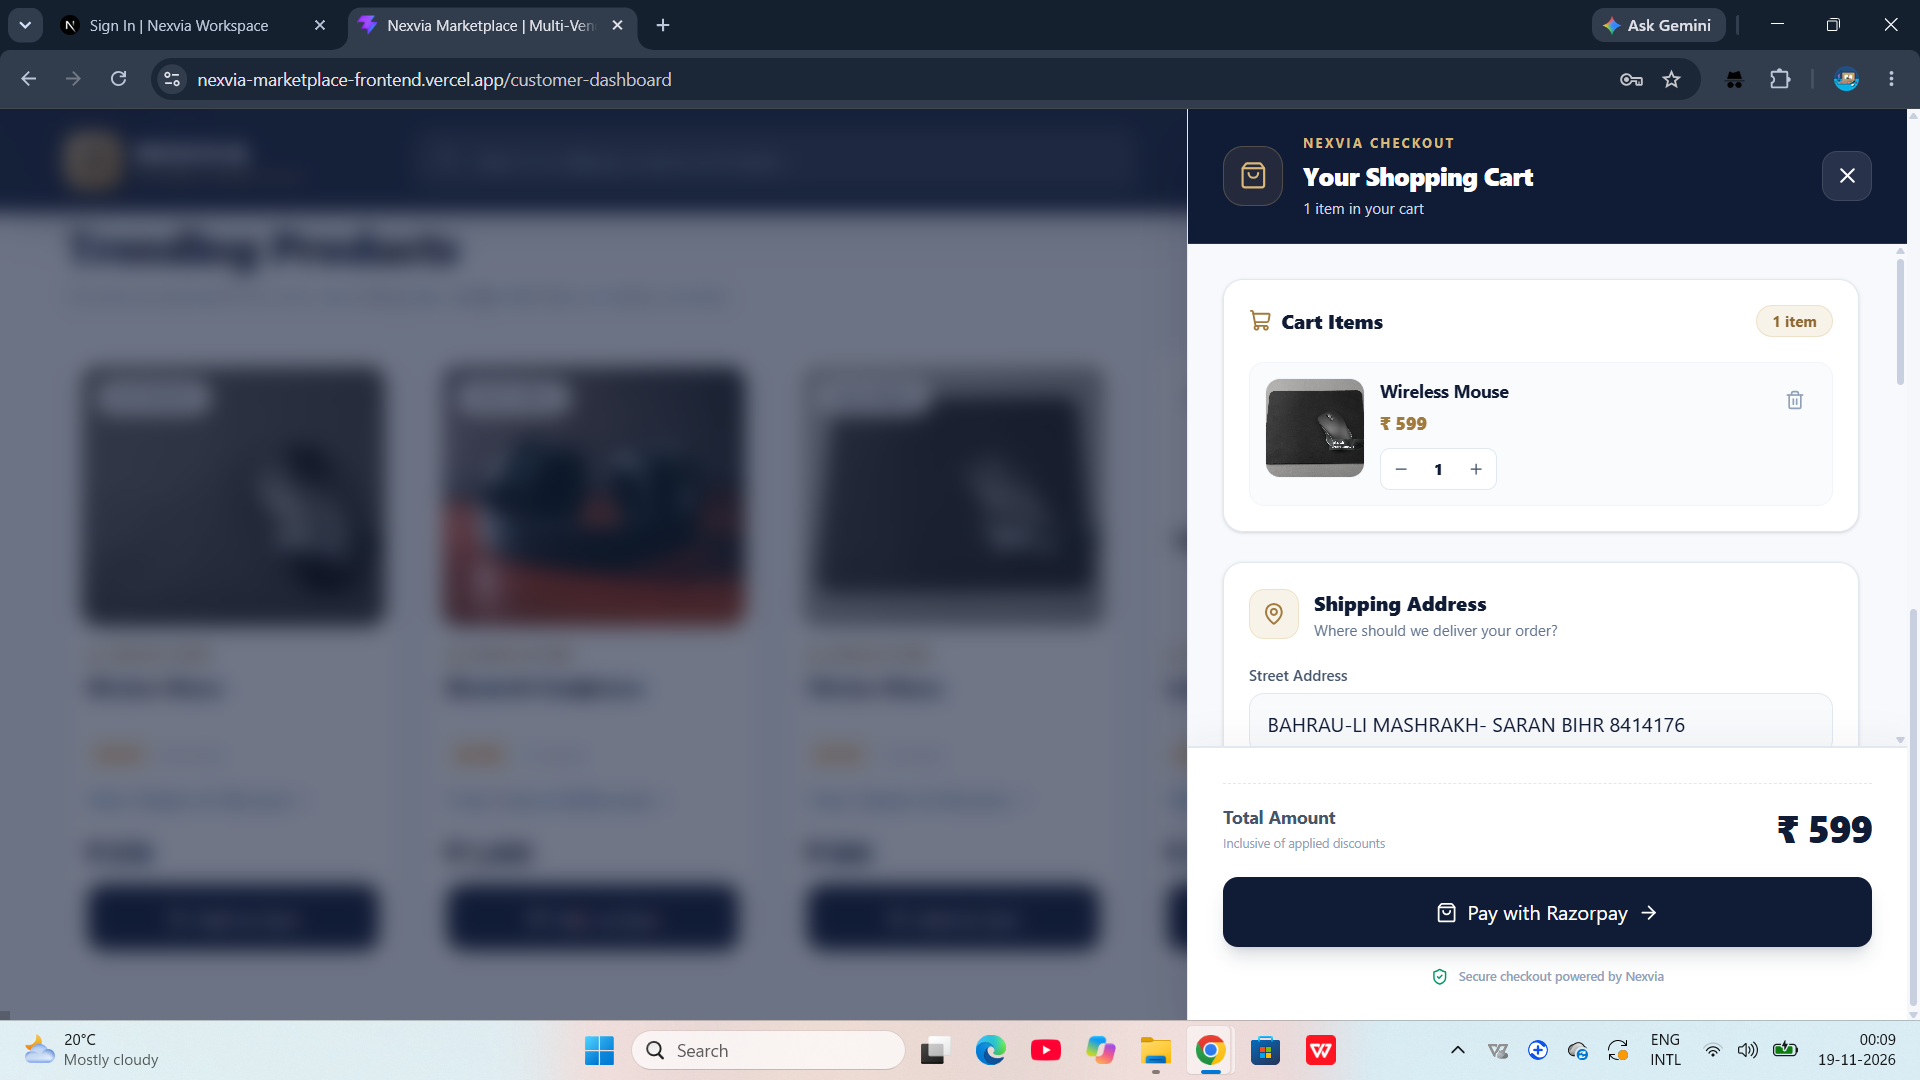 Sign In | Nexvia Workspace
Nexvia Marketplace | Multi-Ven
Ask Gemini
nexvia-marketplace-frontend.vercel.app/customer-dashboard
Trending Products
NEXVIA CHECKOUT
Your Shopping Cart
1 item in your cart
Cart Items
1 item
Wireless Mouse
₹ 599
1
Shipping Address
Where should we deliver your order?
Street Address
BAHRAU-LI MASHRAKH- SARAN BIHR 8414176
Total Amount
Inclusive of applied discounts
₹ 599
Pay with Razorpay
Secure checkout powered by Nexvia
20°C
Mostly cloudy
Search
ENG
INTL
00:09
19-11-2026